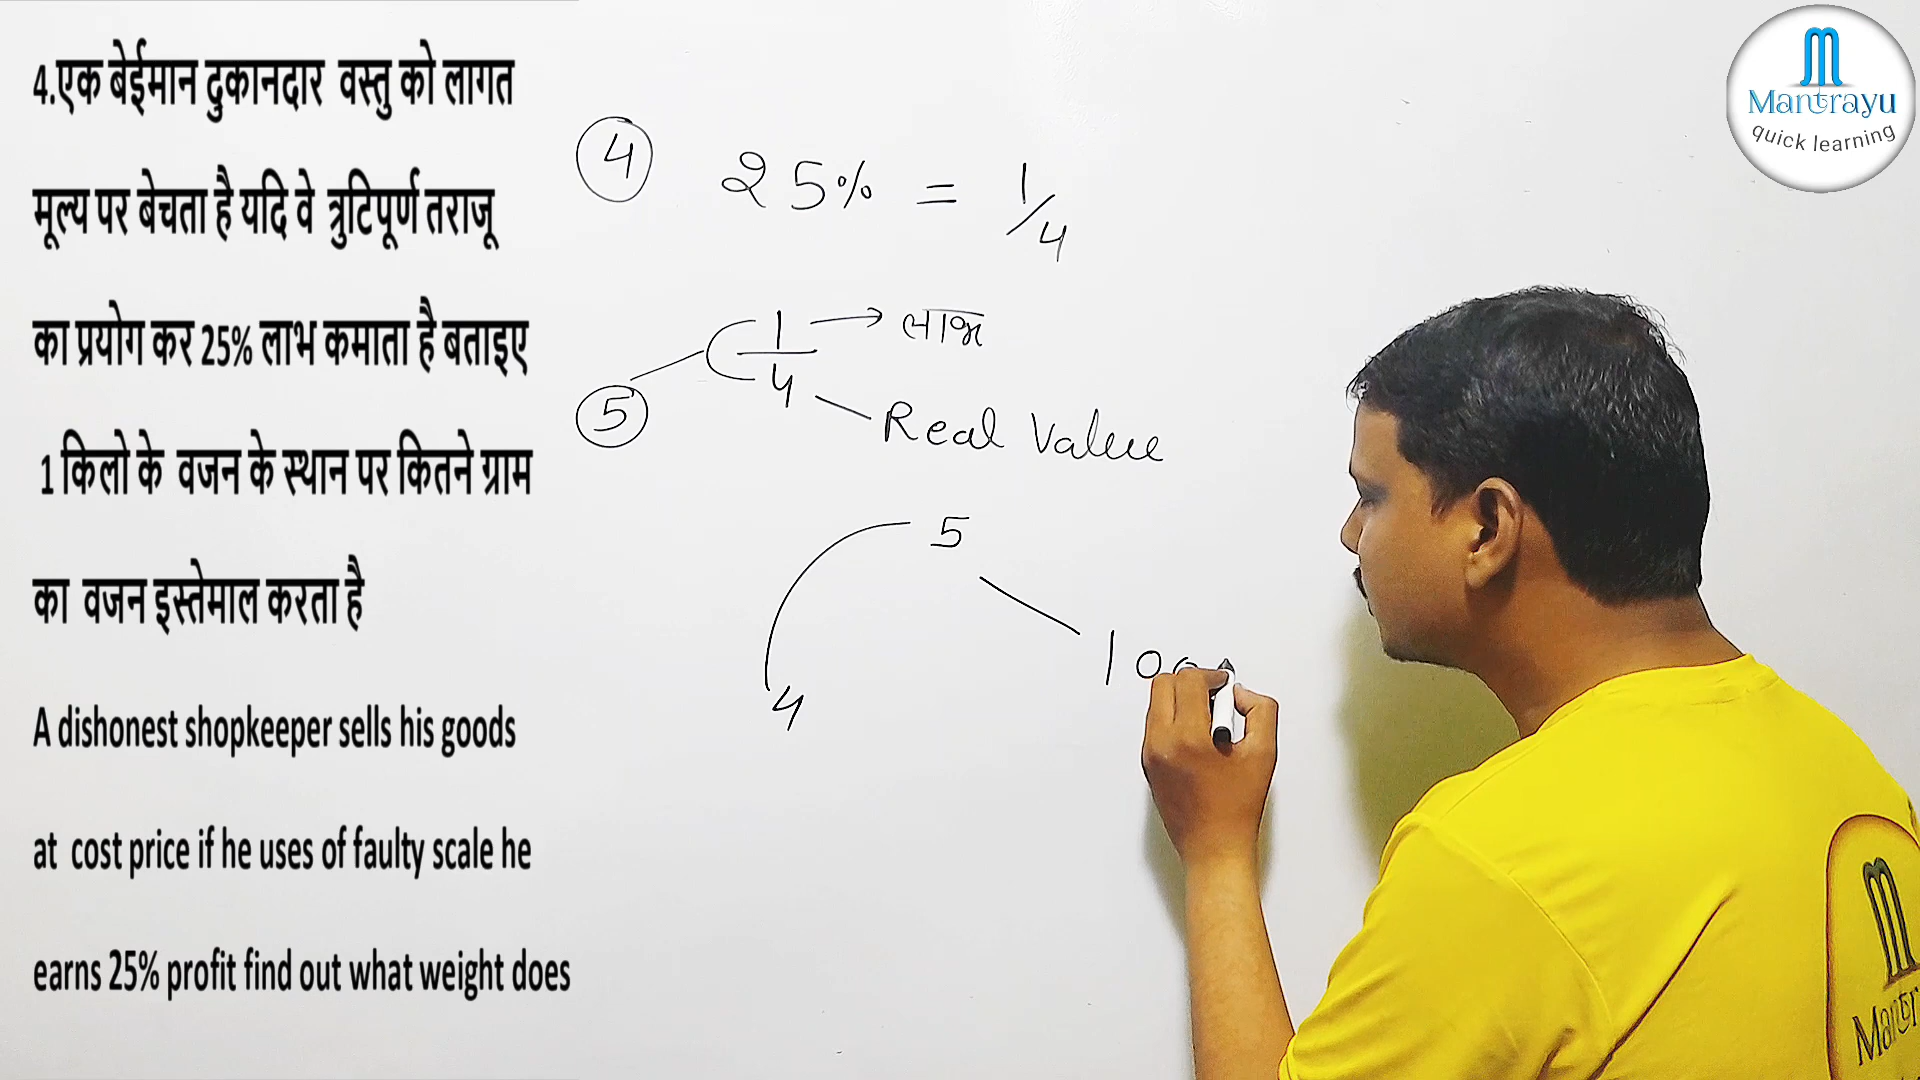 4.एक बेईमान दुकानदार वस्तु को लागत
मूल्य पर बेचता है यदि वे त्रुटिपूर्ण तराजू
का प्रयोग कर 25% लाभ कमाता है बताइए
1 किलो के वजन के स्थान पर कितने ग्राम
का वजन इस्तेमाल करता है
A dishonest shopkeeper sells his goods
at cost price if he uses of faulty scale he
earns 25% profit find out what weight does
4 25% = 1/4
1 → लाभ
4
5
Real Value
5
4
100
m
Mantrayu
quick learning
m